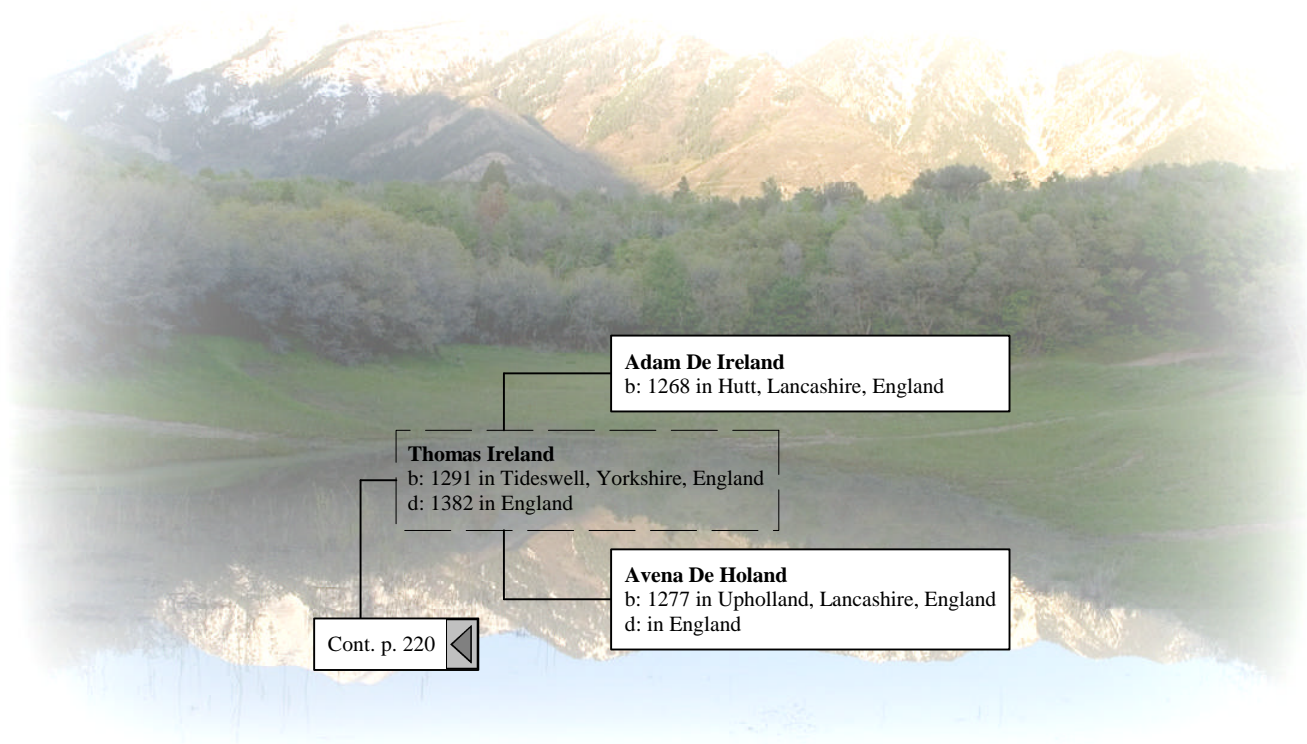 Adam De Ireland
b: 1268 in Hutt, Lancashire, England
Thomas Ireland
b: 1291 in Tideswell, Yorkshire, England
d: 1382 in England
Avena De Holand
b: 1277 in Upholland, Lancashire, England
d: in England
Cont. p. 220